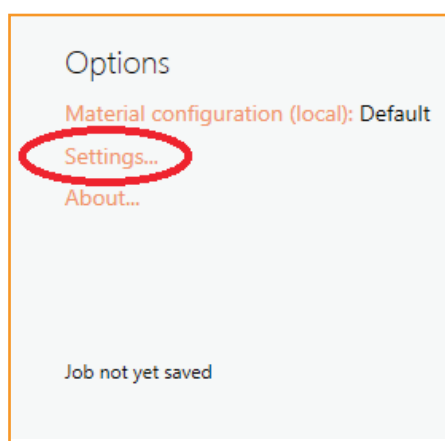 Options
Material configuration (local): Default
Settings...
About...
Job not yet saved